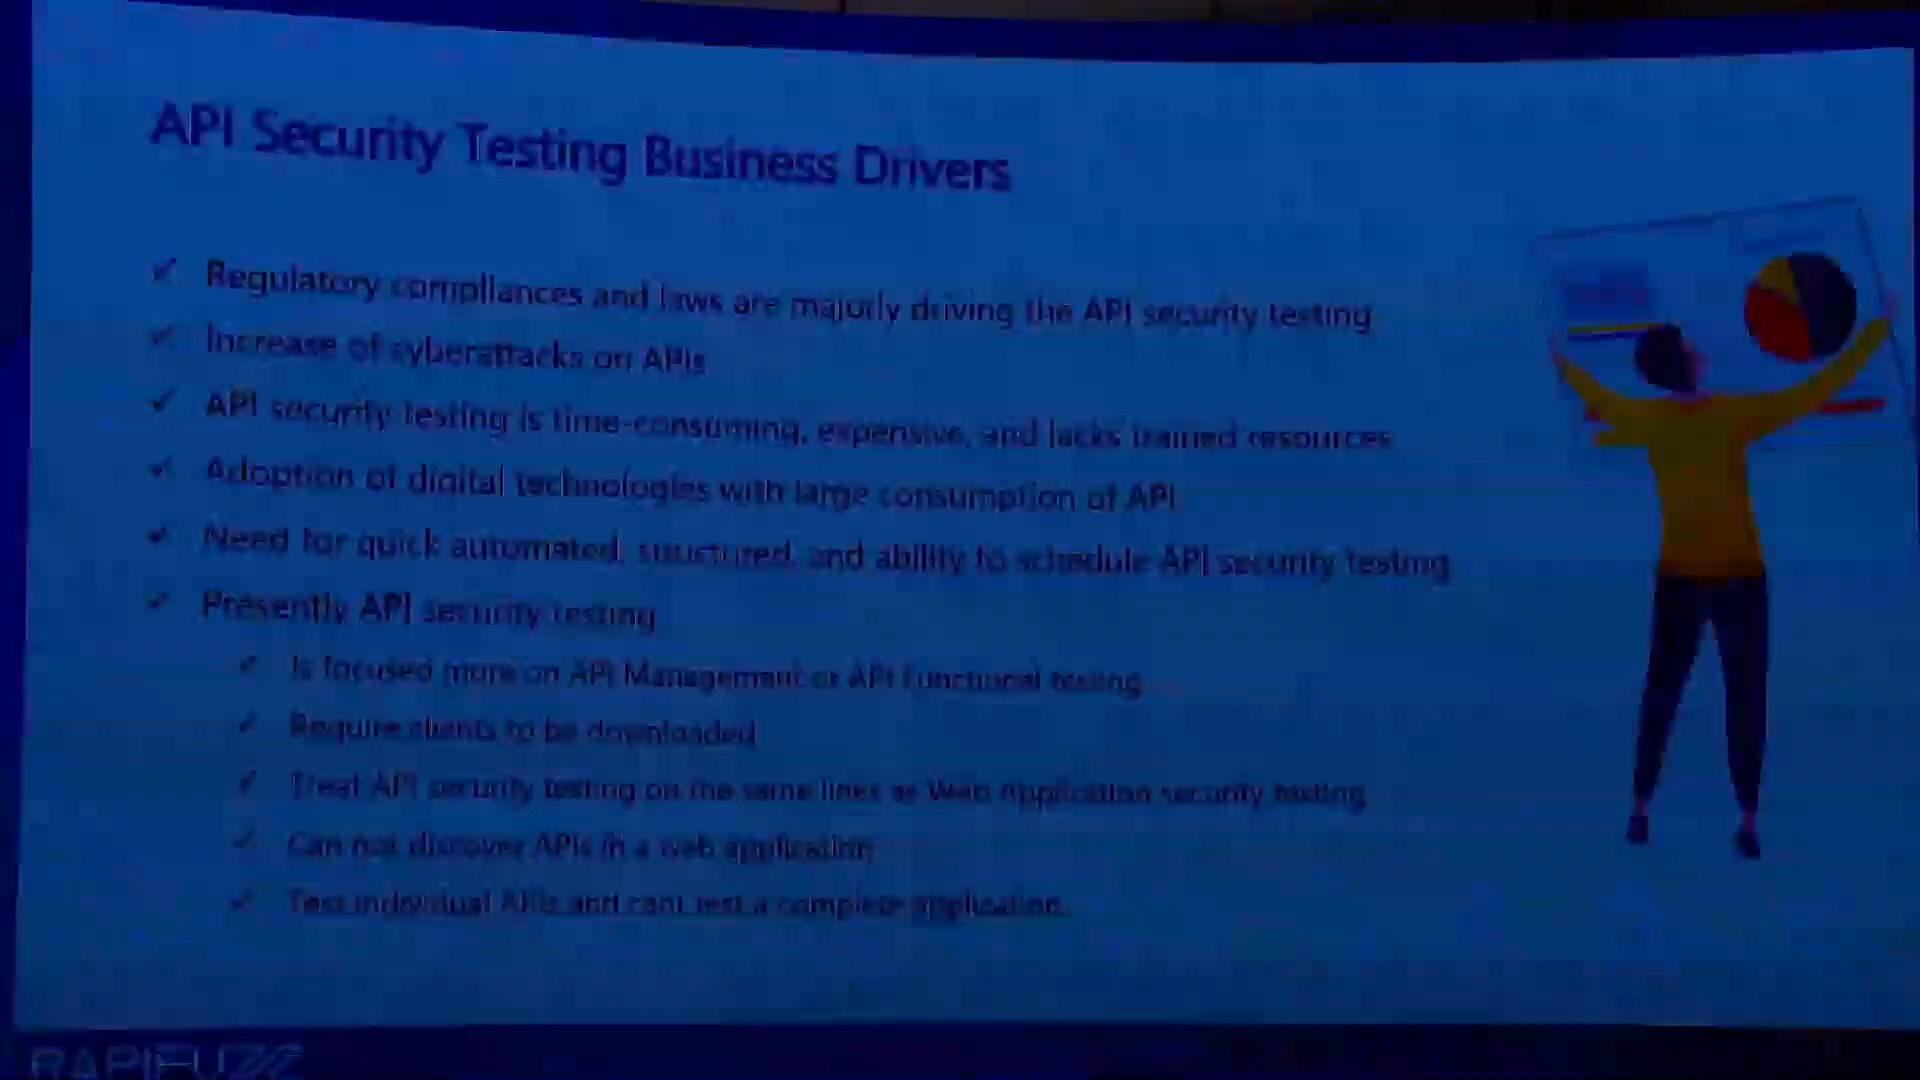 API Security Testing Business Drivers
✓ Regulatory compliances and laws are majorly driving the API security testing
✓ Increase of cyberattacks on APIs
✓ API security testing is time-consuming, expensive, and lacks trained resources
✓ Adoption of digital technologies with large consumption of API
✓ Need for quick automated, structured, and ability to schedule API security testing
✓ Presently API security testing
✓ Is focused more on API Management or API Functional testing
✓ Require clients to be downloaded
✓ Treat API security testing on the same lines as Web Application security testing
✓ Can not discover APIs in a web application
✓ Test individual APIs and cant test a complete application.
RAPIFUZZ